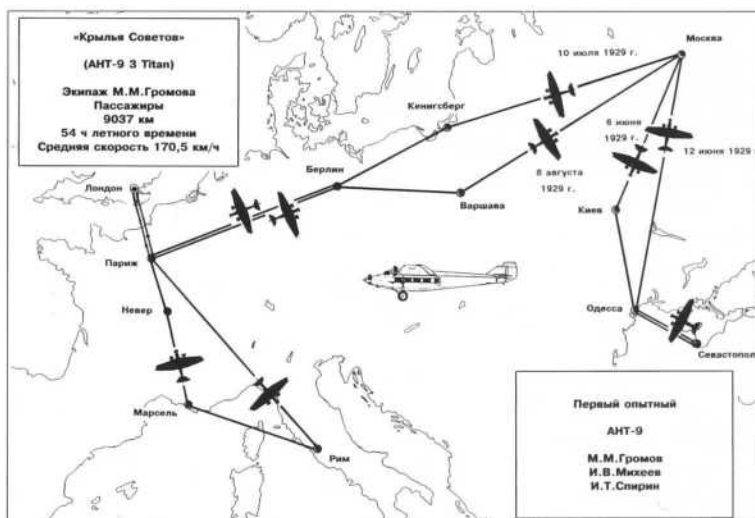 «Крылья Советов»
(АНТ-9 3 Titan)
Экипаж М.М.Громова
Пассажиры
9037 км
54 ч летного времени
Средняя скорость 170,5 км/ч
Москва
10 июля 1929 г.
Кенигсберг
6 июня
1929 г.
12 июня 1929 г.
Берлин
8 августа
1929 г.
Лондон
Варшава
Киев
Париж
Невер
Одесса
Севастополь
Марсель
Рим
Первый опытный
АНТ-9
М.М.Громов
И.В.Михеев
И.Т.Спирин